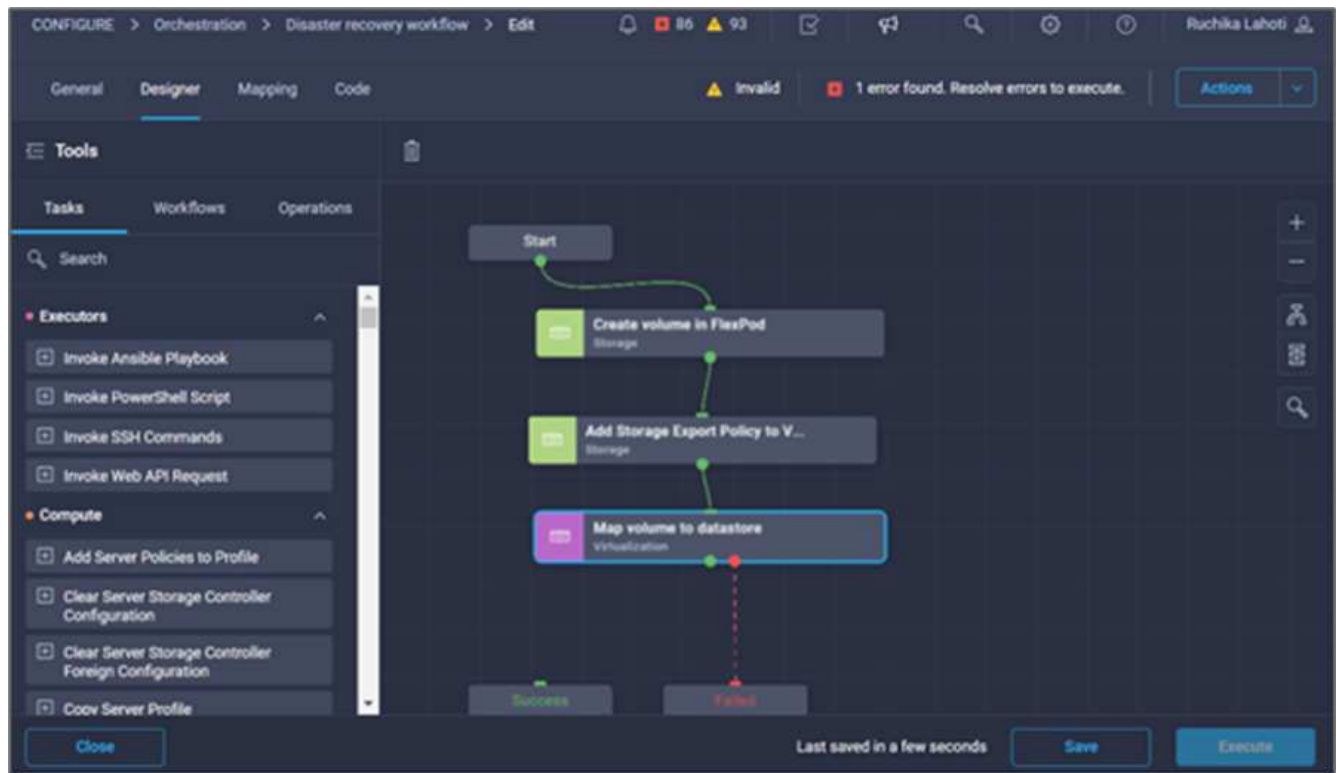 CONFIGURE > Orchestration > Disaster recovery workflow > Edit
86
93
Ruchika Lahoti
General
Designer
Mapping
Code
Invalid
1 error found. Resolve errors to execute.
Actions
Tools
Tasks
Workflows
Operations
Search
Executors
Invoke Ansible Playbook
Invoke PowerShell Script
Invoke SSH Commands
Invoke Web API Request
Compute
Add Server Policies to Profile
Clear Server Storage Controller
Configuration
Clear Server Storage Controller
Foreign Configuration
Copy Server Profile
Start
Create volume in FlexPod
Storage
Add Storage Export Policy to V...
Storage
Map volume to datastore
Virtualization
Success
Failed
Close
Last saved in a few seconds
Save
Execute